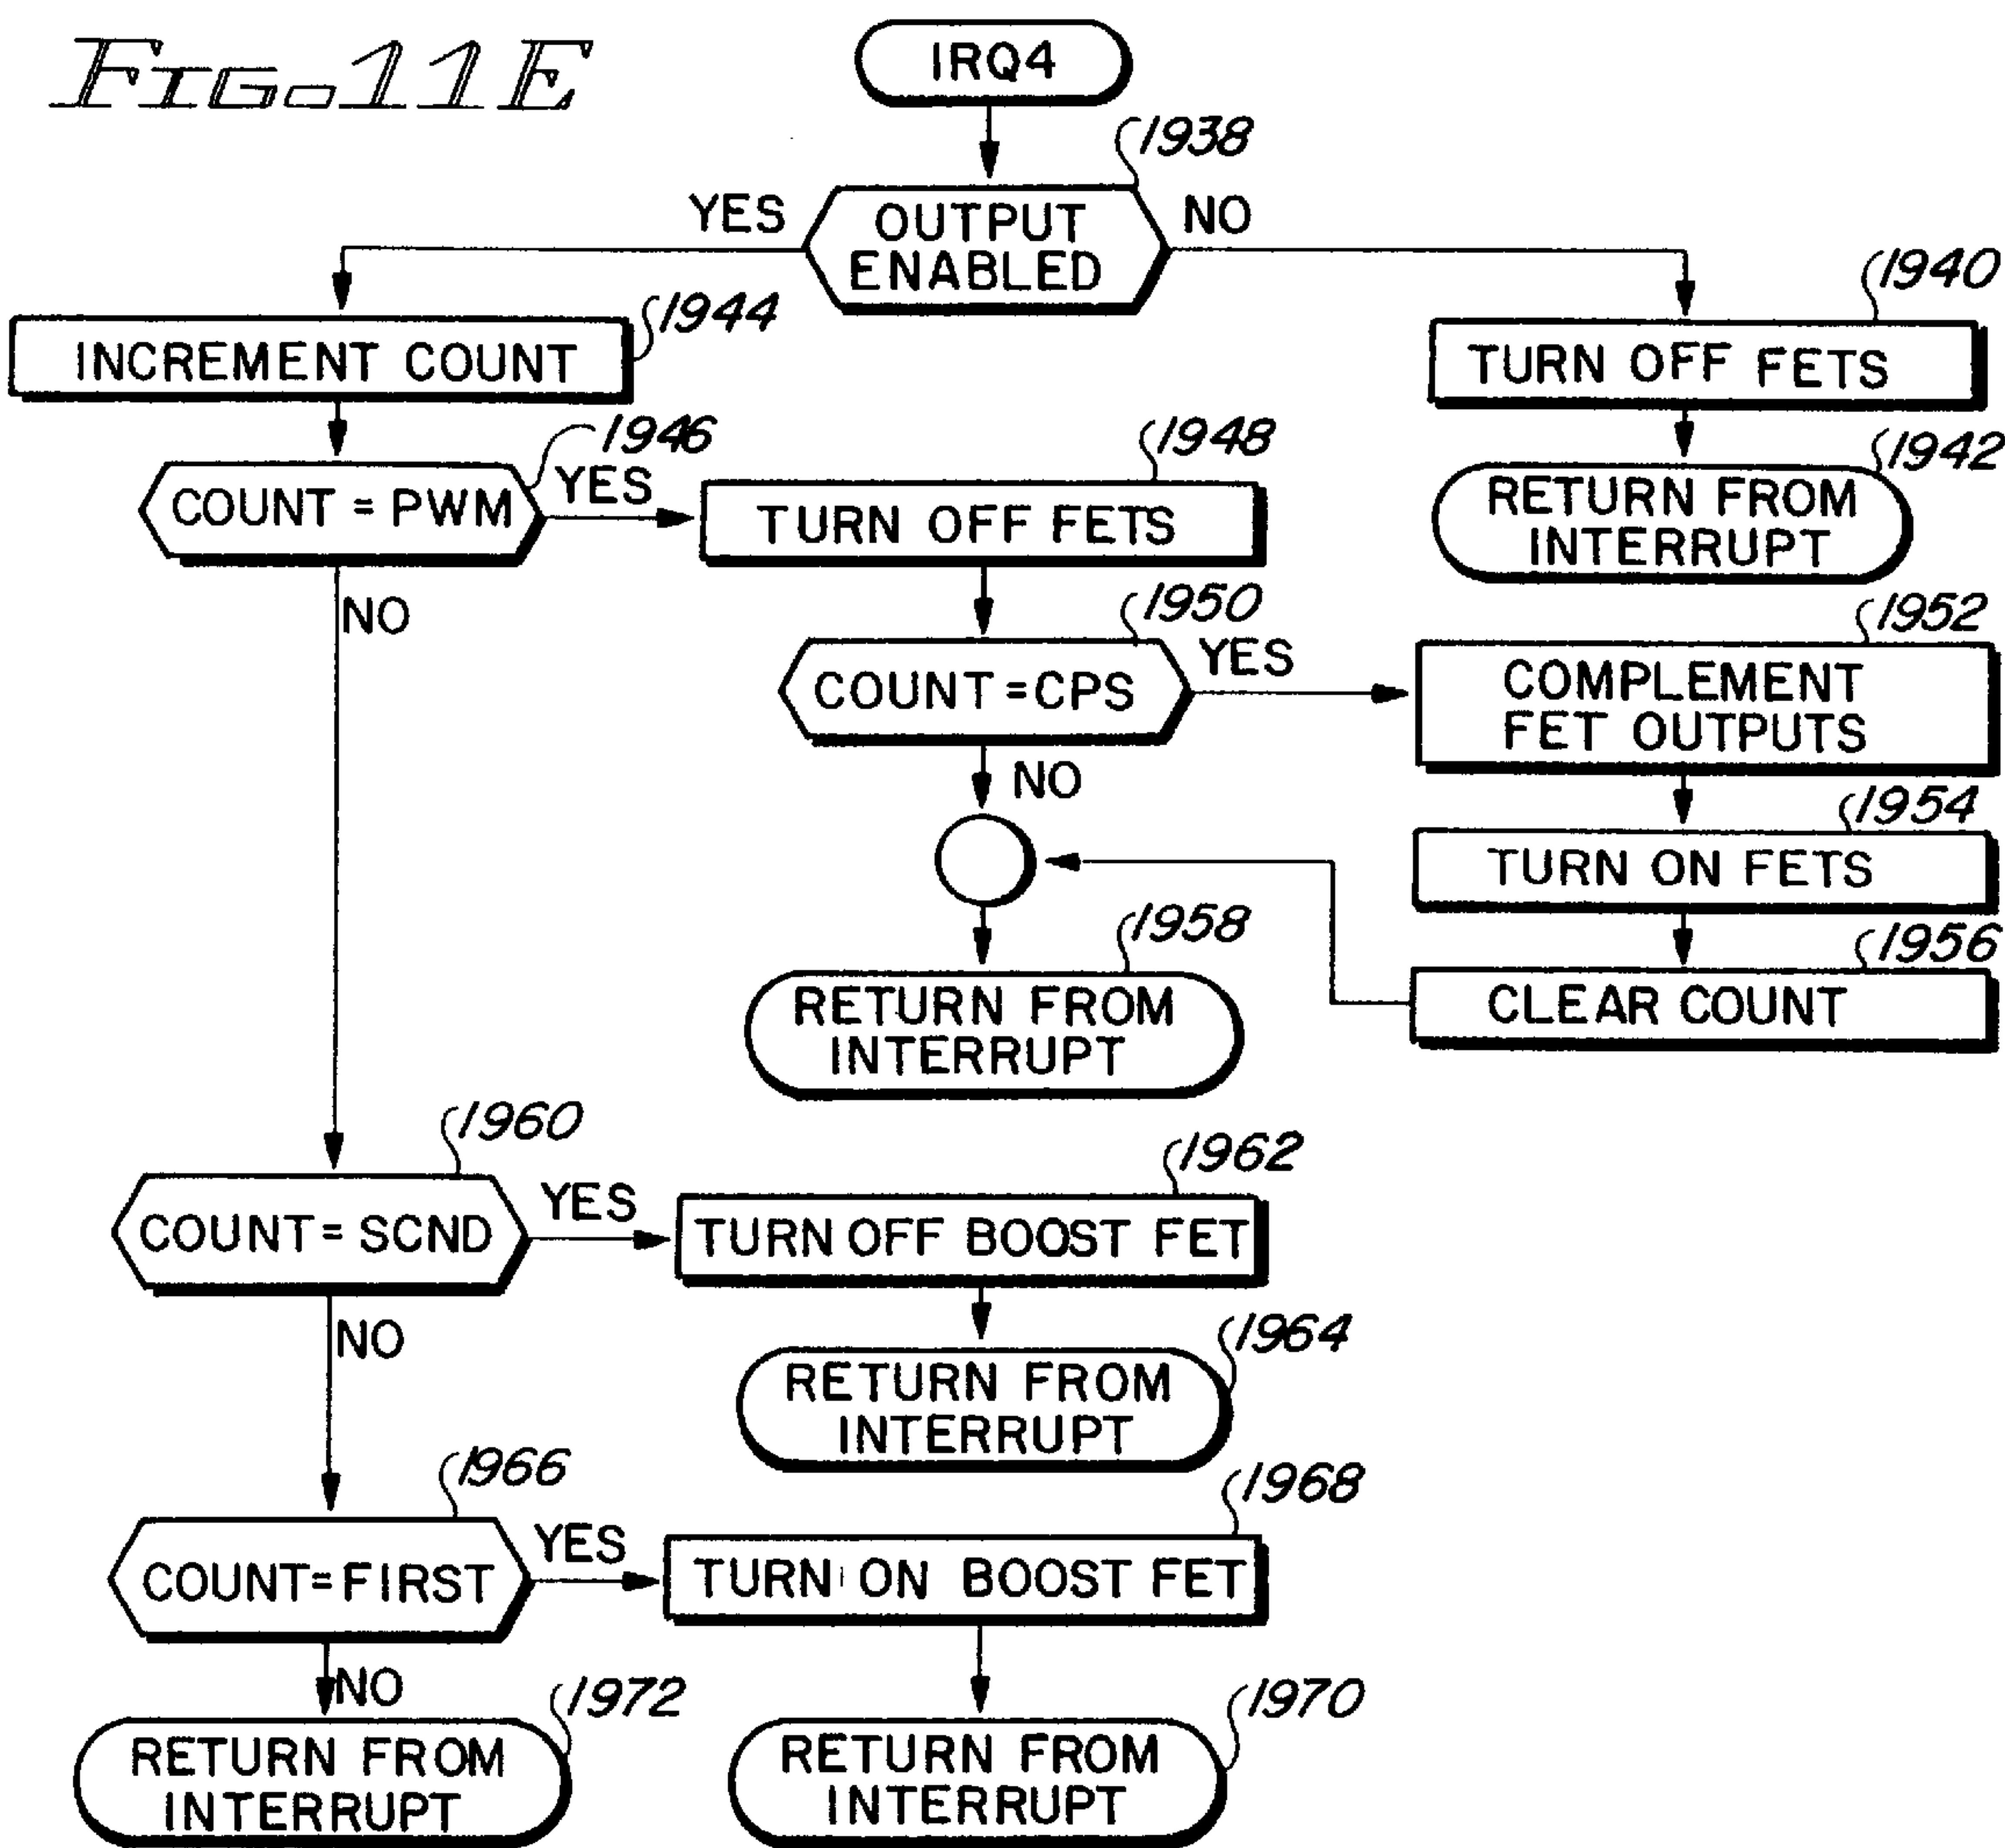 FIG. 11E
IRQ4
1938
YES
OUTPUT
ENABLED
NO
1940
1944
INCREMENT COUNT
TURN OFF FETS
1946
1948
1942
COUNT = PWM
YES
TURN OFF FETS
RETURN FROM
INTERRUPT
NO
1950
1952
COUNT = CPS
YES
COMPLEMENT
FET OUTPUTS
NO
1954
TURN ON FETS
1958
1956
RETURN FROM
INTERRUPT
CLEAR COUNT
1960
1962
COUNT = SCND
YES
TURN OFF BOOST FET
NO
1964
RETURN FROM
INTERRUPT
1966
1968
COUNT=FIRST
YES
TURN ON BOOST FET
NO
1972
1970
RETURN FROM
INTERRUPT
RETURN FROM
INTERRUPT